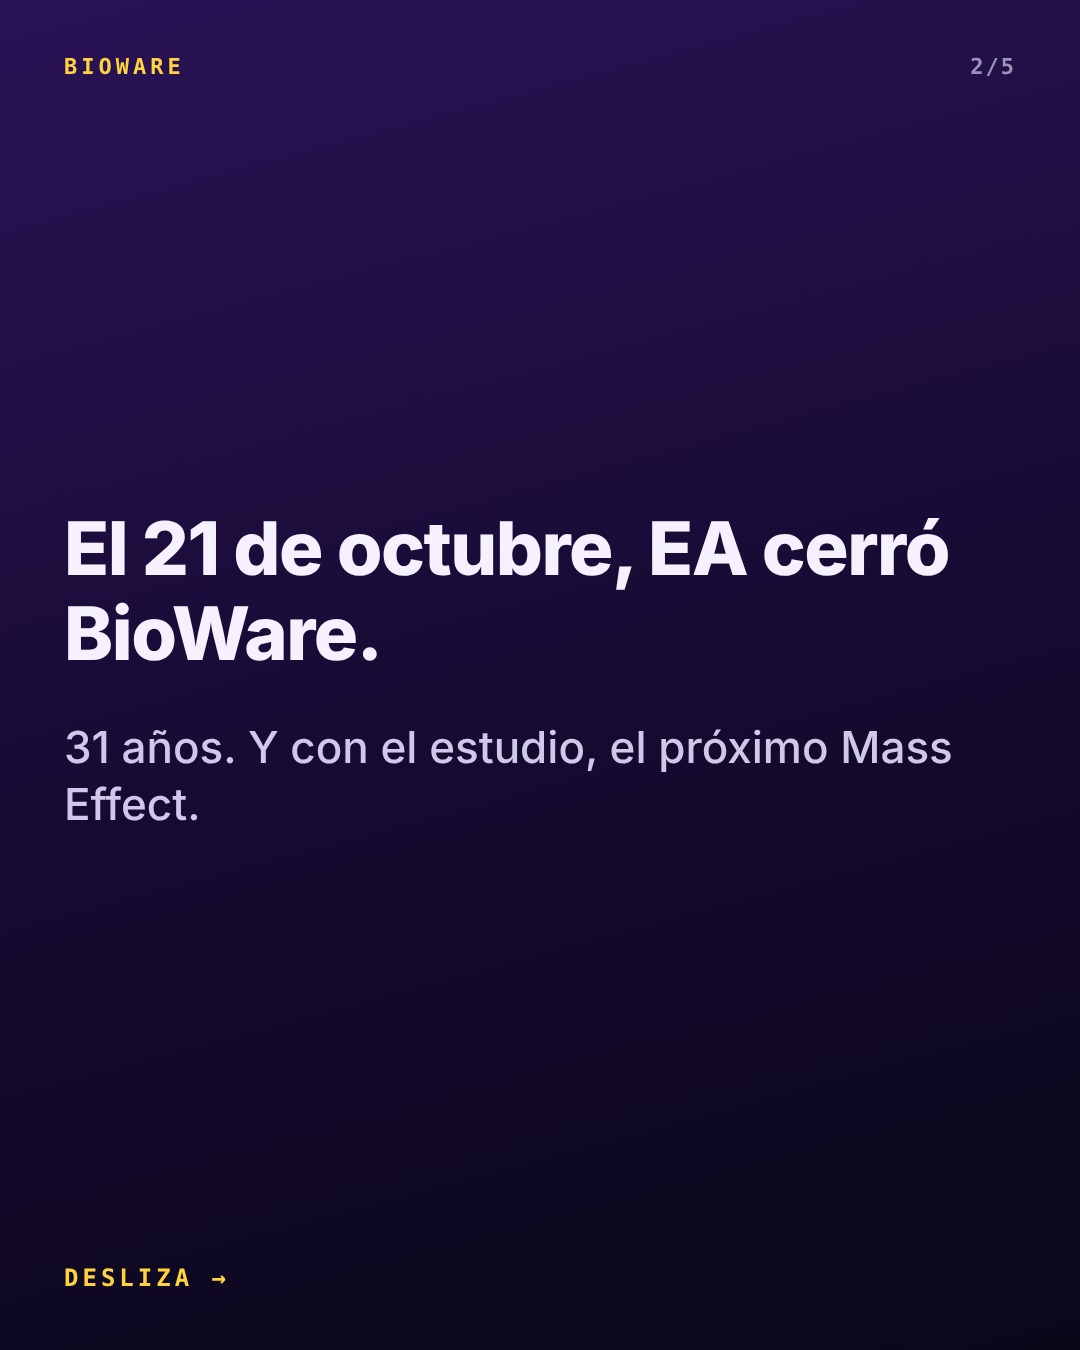 BIOWARE
2/5
El 21 de octubre, EA cerró
BioWare.
31 años. Y con el estudio, el próximo Mass
Effect.
DESLIZA →